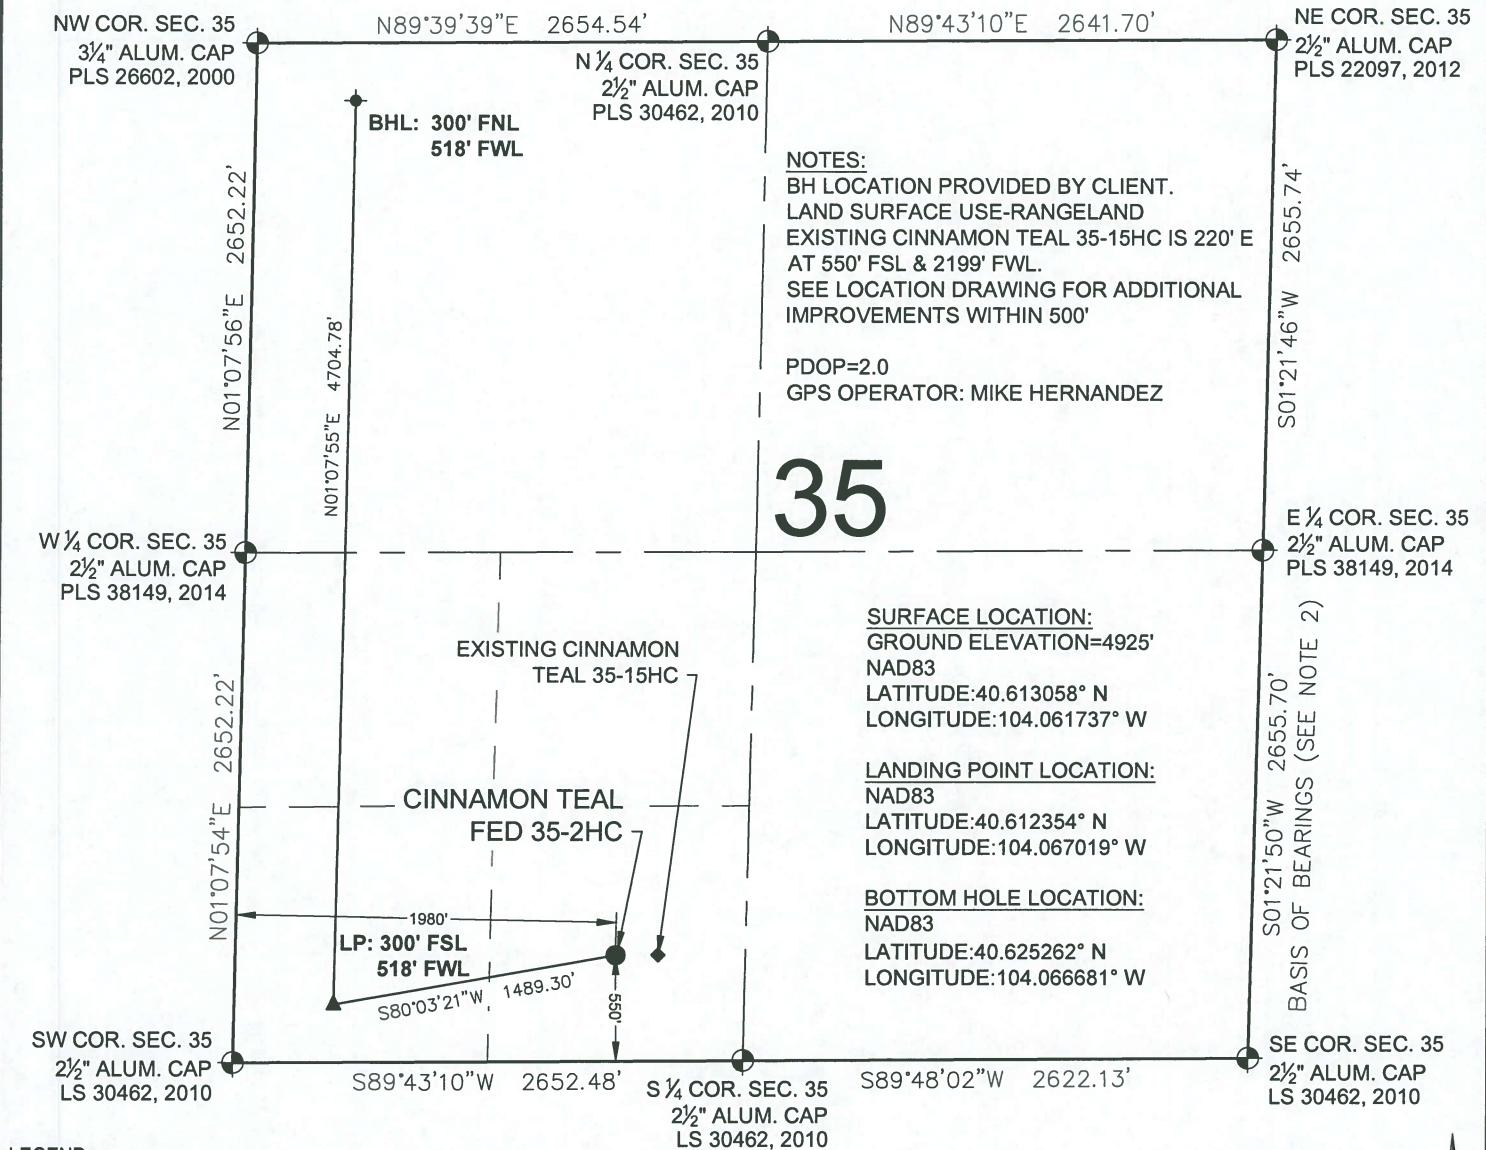 NW COR. SEC. 35
3¼" ALUM. CAP
PLS 26602, 2000
N89°39'39"E 2654.54'
N ¼ COR. SEC. 35
2½" ALUM. CAP
PLS 30462, 2010
N89°43'10"E 2641.70'
NE COR. SEC. 35
2½" ALUM. CAP
PLS 22097, 2012
BHL: 300' FNL
518' FWL
NOTES:
BH LOCATION PROVIDED BY CLIENT.
LAND SURFACE USE-RANGELAND
EXISTING CINNAMON TEAL 35-15HC IS 220' E
AT 550' FSL & 2199' FWL.
SEE LOCATION DRAWING FOR ADDITIONAL
IMPROVEMENTS WITHIN 500'
PDOP=2.0
GPS OPERATOR: MIKE HERNANDEZ
N01°07'56"E 2652.22'
N01°07'55"E 4704.78'
S01°21'46"W 2655.74'
35
W ¼ COR. SEC. 35
2½" ALUM. CAP
PLS 38149, 2014
E ¼ COR. SEC. 35
2½" ALUM. CAP
PLS 38149, 2014
EXISTING CINNAMON
TEAL 35-15HC
SURFACE LOCATION:
GROUND ELEVATION=4925'
NAD83
LATITUDE:40.613058° N
LONGITUDE:104.061737° W
LANDING POINT LOCATION:
NAD83
LATITUDE:40.612354° N
LONGITUDE:104.067019° W
BOTTOM HOLE LOCATION:
NAD83
LATITUDE:40.625262° N
LONGITUDE:104.066681° W
N01°07'54"E 2652.22'
CINNAMON TEAL
FED 35-2HC
1980'
LP: 300' FSL
518' FWL
S80°03'21"W 1489.30'
550'
S01°21'50"W 2655.70'
BASIS OF BEARINGS (SEE NOTE 2)
SW COR. SEC. 35
2½" ALUM. CAP
LS 30462, 2010
S89°43'10"W 2652.48'
S ¼ COR. SEC. 35
2½" ALUM. CAP
LS 30462, 2010
S89°48'02"W 2622.13'
SE COR. SEC. 35
2½" ALUM. CAP
LS 30462, 2010
LEGEND